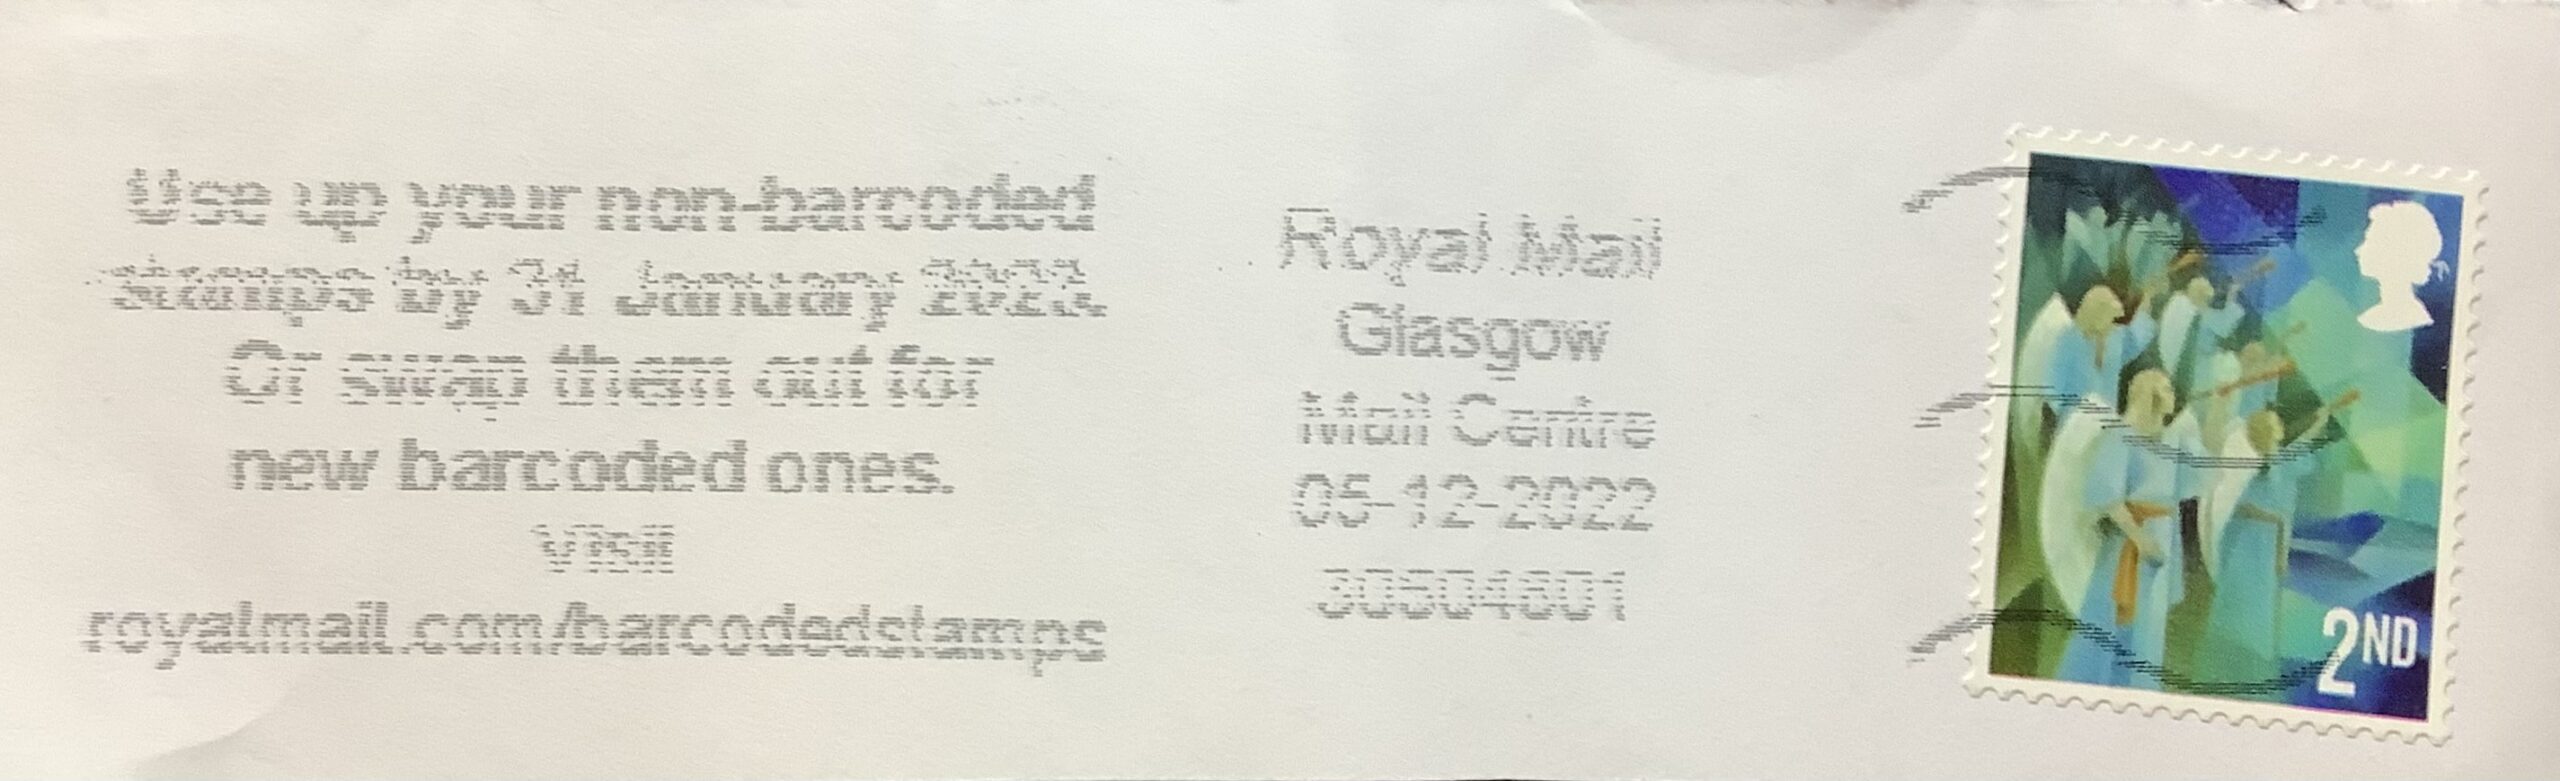 Use up your non-barcoded
stamps by 31 January 2023.
Or swap them out for
new barcoded ones.
Visit
royalmail.com/barcodedstamps
Royal Mail
Glasgow
Mail Centre
05-12-2022
2ND